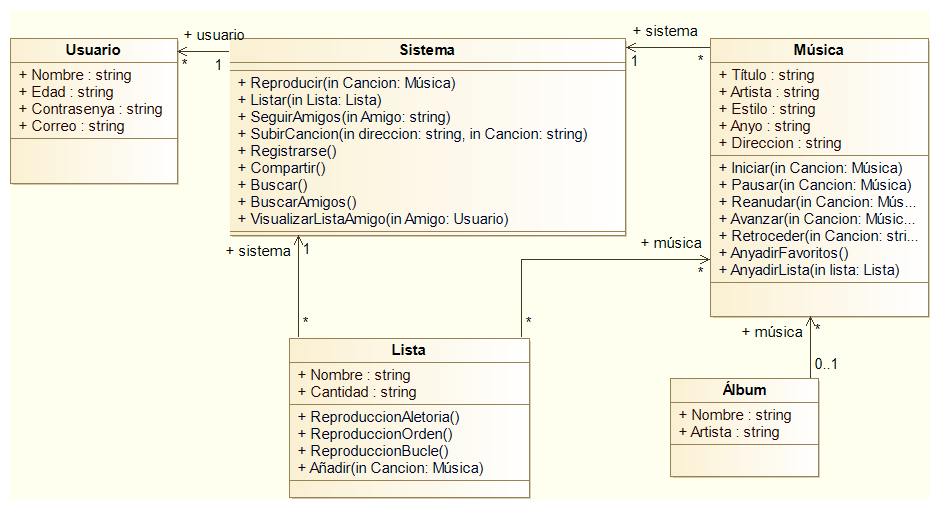 Usuario
+ Nombre : string
+ Edad : string
+ Contrasenya : string
+ Correo : string
+ usuario
*
1
Sistema
+ Reproducir(in Cancion: Música)
+ Listar(in Lista: Lista)
+ SeguirAmigos(in Amigo: string)
+ SubirCancion(in direccion: string, in Cancion: string)
+ Registrarse()
+ Compartir()
+ Buscar()
+ BuscarAmigos()
+ VisualizarListaAmigo(in Amigo: Usuario)
+ sistema
1
*
Música
+ Título : string
+ Artista : string
+ Estilo : string
+ Anyo : string
+ Direccion : string
+ Iniciar(in Cancion: Música)
+ Pausar(in Cancion: Música)
+ Reanudar(in Cancion: Mús...
+ Avanzar(in Cancion: Músic...
+ Retroceder(in Cancion: stri...
+ AnyadirFavoritos()
+ AnyadirLista(in lista: Lista)
+ sistema
1
*
+ música
*
*
Lista
+ Nombre : string
+ Cantidad : string
+ ReproduccionAletoria()
+ ReproduccionOrden()
+ ReproduccionBucle()
+ Añadir(in Cancion: Música)
+ música
*
0..1
Álbum
+ Nombre : string
+ Artista : string